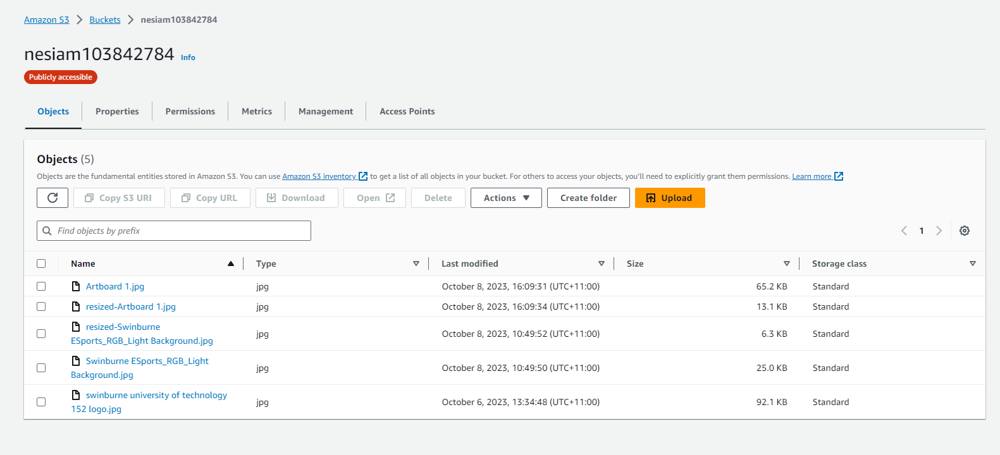 Amazon S3 > Buckets > nesiam103842784
nesiam103842784 Info
Publicly accessible
Objects Properties Permissions Metrics Management Access Points
Objects (5)
Objects are the fundamental entities stored in Amazon S3. You can use Amazon S3 inventory to get a list of all objects in your bucket. For others to access your objects, you'll need to explicitly grant them permissions. Learn more
Copy S3 URI Copy URL Download Open Delete Actions Create folder Upload
Find objects by prefix 1
Name Type Last modified Size Storage class
Artboard 1.jpg jpg October 8, 2023, 16:09:31 (UTC+11:00) 65.2 KB Standard
resized-Artboard 1.jpg jpg October 8, 2023, 16:09:34 (UTC+11:00) 13.1 KB Standard
resized-Swinburne
ESports_RGB_Light Background.jpg jpg October 8, 2023, 10:49:52 (UTC+11:00) 6.3 KB Standard
Swinburne ESports_RGB_Light
Background.jpg jpg October 8, 2023, 10:49:50 (UTC+11:00) 25.0 KB Standard
swinburne university of technology
152 logo.jpg jpg October 6, 2023, 13:34:48 (UTC+11:00) 92.1 KB Standard